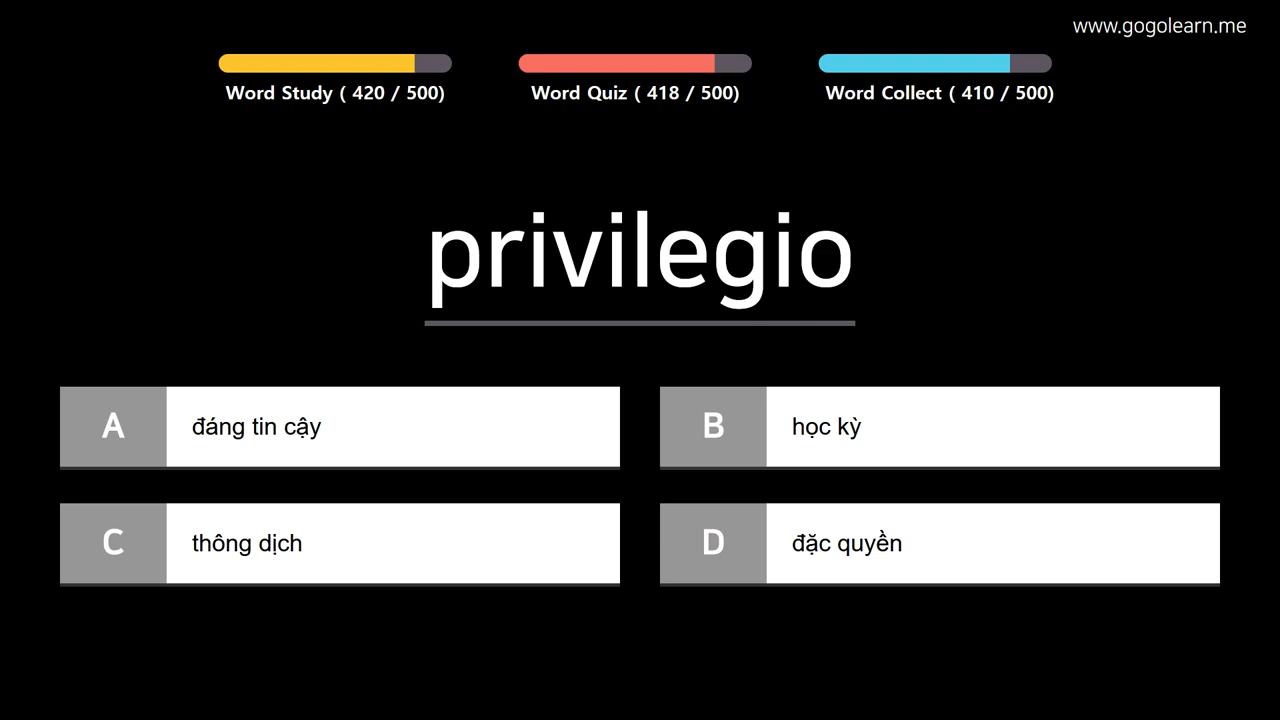 www.gogolearn.me
Word Study ( 420 / 500)
Word Quiz ( 418 / 500)
Word Collect ( 410 / 500)
privilegio
A
đáng tin cậy
B
học kỳ
C
thông dịch
D
đặc quyền